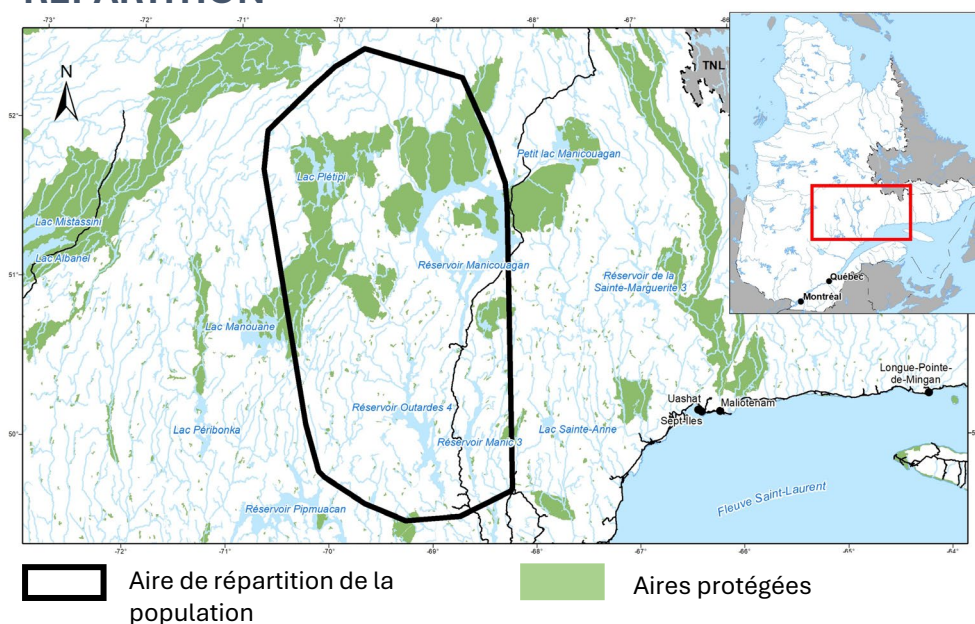 RÉPARTITION
-73°
-72°
-71°
-70°
-69°
-68°
-67°
N
TNL
52°
Petit lac Manicouagan
Lac Plétipi
Lac Mistassini
Lac Albanel
51°
Réservoir Manicouagan
Réservoir de la
Sainte-Marguerite 3
Québec
Montréal
Lac Manouane
Longue-Pointe-
de-Mingan
Réservoir Outardes 4
Uashat
Maliotenam
Sept-Îles
50°
Lac Péribonka
Réservoir Manic 3
Lac Sainte-Anne
Réservoir Pipmuacan
Fleuve Saint-Laurent
-72°
-71°
-70°
-69°
-68°
-67°
-66°
-65°
-64°
Aire de répartition de la
population
Aires protégées